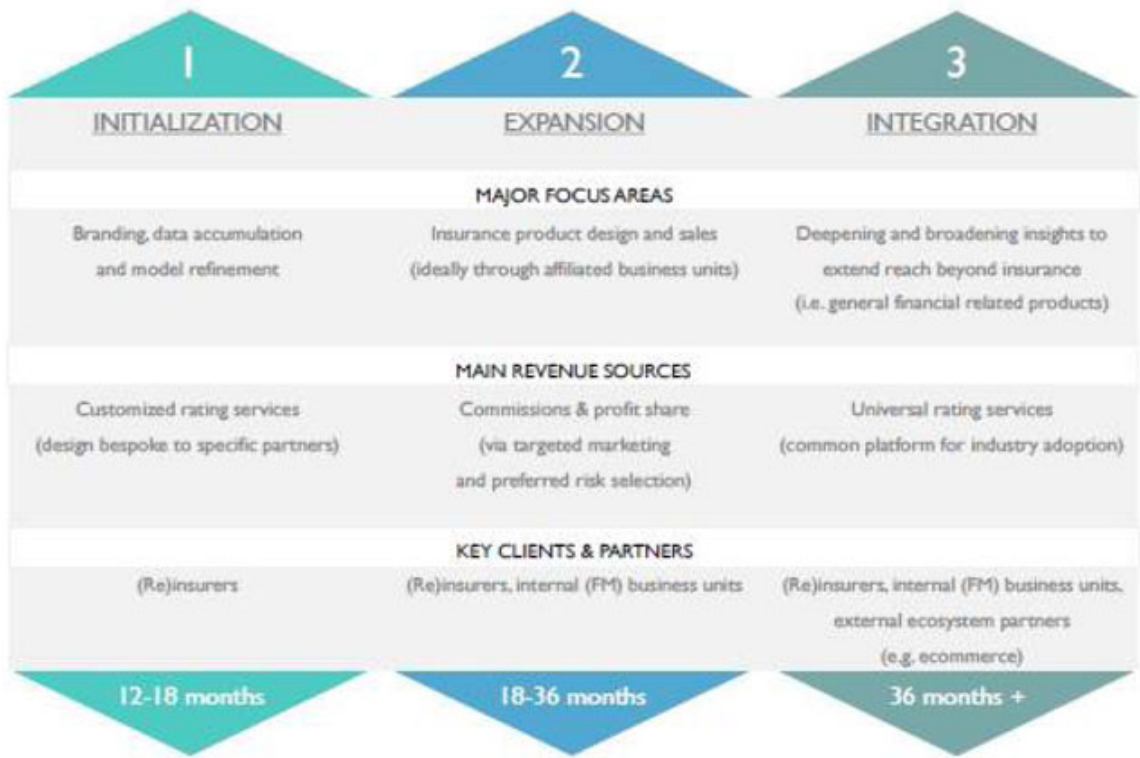 1
2
3
INITIALIZATION
EXPANSION
INTEGRATION
MAJOR FOCUS AREAS
Branding, data accumulation
and model refinement
Insurance product design and sales
(ideally through affiliated business units)
Deepening and broadening insights to
extend reach beyond insurance
(i.e. general financial related products)
MAIN REVENUE SOURCES
Customized rating services
(design bespoke to specific partners)
Commissions & profit share
(via targeted marketing
and preferred risk selection)
Universal rating services
(common platform for industry adoption)
KEY CLIENTS & PARTNERS
(Re)insurers
(Re)insurers, internal (FM) business units
(Re)insurers, internal (FM) business units,
external ecosystem partners
(e.g. ecommerce)
12-18 months
18-36 months
36 months +